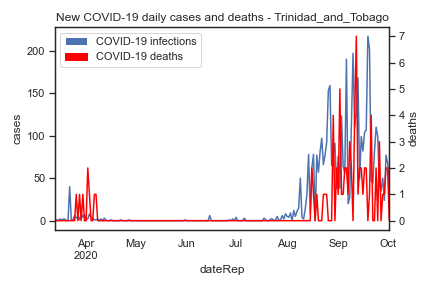 New COVID-19 daily cases and deaths - Trinidad_and_Tobago
COVID-19 infections
COVID-19 deaths
cases
200
150
100
50
0
deaths
7
6
5
4
3
2
1
0
Apr May Jun Jul Aug Sep Oct
2020
dateRep